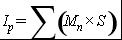 I_p = ∑(M_n × S)